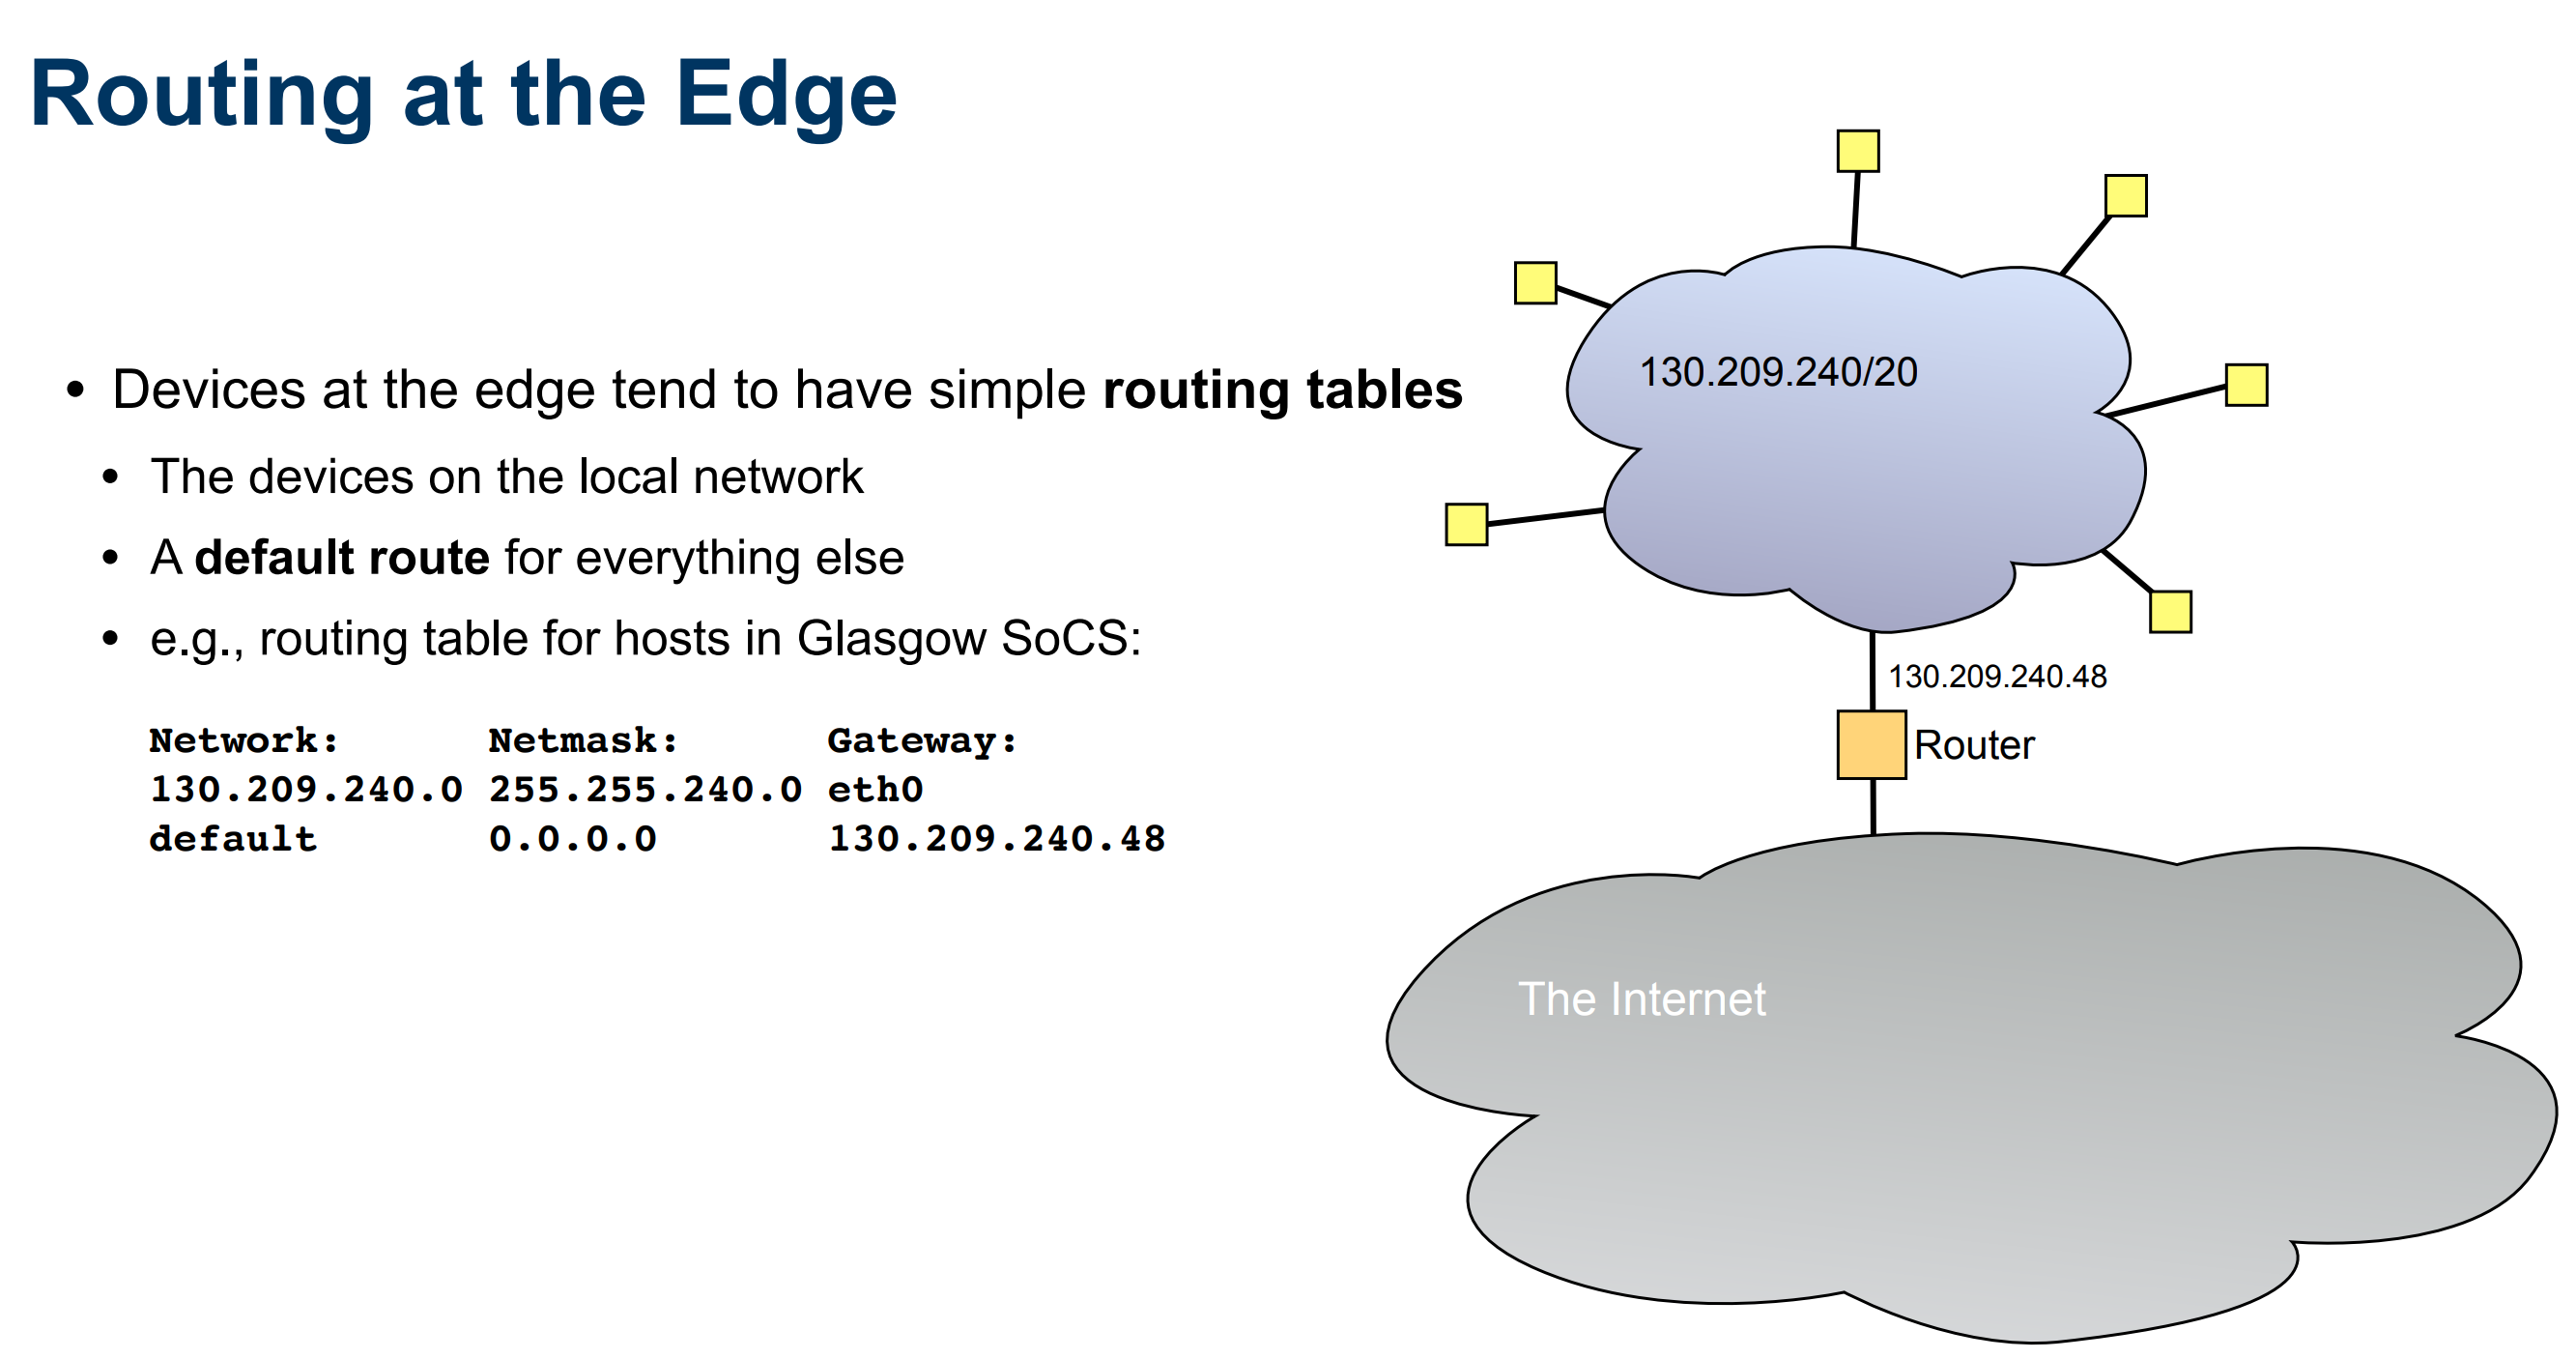 Routing at the Edge
• Devices at the edge tend to have simple routing tables
• The devices on the local network
• A default route for everything else
• e.g., routing table for hosts in Glasgow SoCS:
Network: Netmask: Gateway:
130.209.240.0 255.255.240.0 eth0
default 0.0.0.0 130.209.240.48
130.209.240/20
130.209.240.48
Router
The Internet